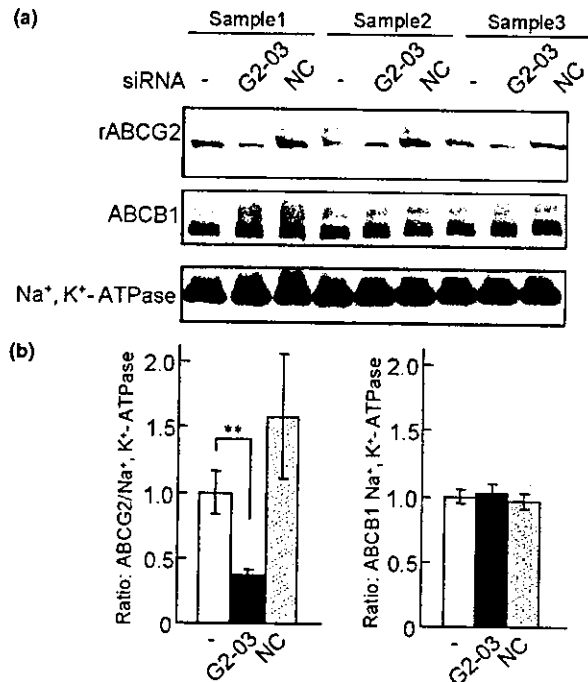 (a)
Sample1 Sample2 Sample3
siRNA - G2-03 NC - G2-03 NC - G2-03 NC
rABCG2
ABCB1
Na⁺, K⁺-ATPase
(b)
Ratio: ABCG2/Na⁺, K⁺-ATPase
2.0
1.5
1.0
0.5
0
**
- G2-03 NC
Ratio: ABCB1 Na⁺, K⁺-ATPase
2.0
1.5
1.0
0.5
0
- G2-03 NC